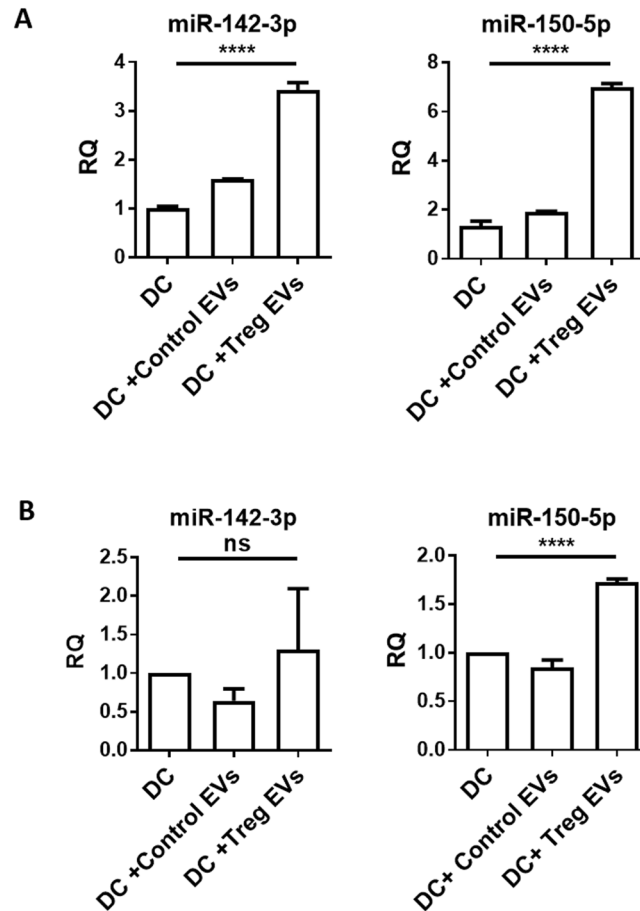 A
miR-142-3p
****
RQ
4
3
2
1
0
DC
DC +Control EVs
DC +Treg EVs
miR-150-5p
****
RQ
8
6
4
2
0
DC
DC +Control EVs
DC +Treg EVs
B
miR-142-3p
ns
RQ
2.5
2.0
1.5
1.0
0.5
0.0
DC
DC +Control EVs
DC +Treg EVs
miR-150-5p
****
RQ
2.0
1.5
1.0
0.5
0.0
DC
DC+ Control EVs
DC+ Treg EVs